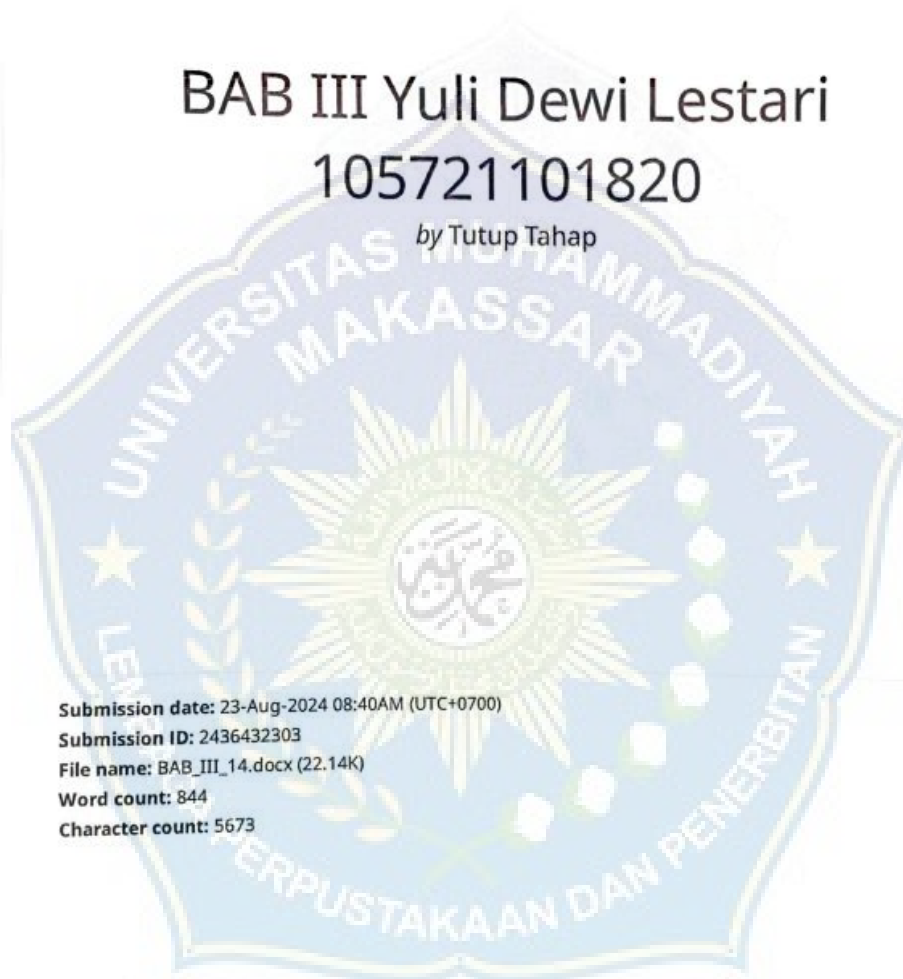 BAB III Yuli Dewi Lestari
105721101820
by Tutup Tahap
UNIVERSITAS MUHAMMADIYAH
MAKASSAR
محمدية
Submission date: 23-Aug-2024 08:40AM (UTC+0700)
Submission ID: 2436432303
File name: BAB_III_14.docx (22.14K)
Word count: 844
Character count: 5673
LEMBAGA PERPUSTAKAAN DAN PENERBITAN